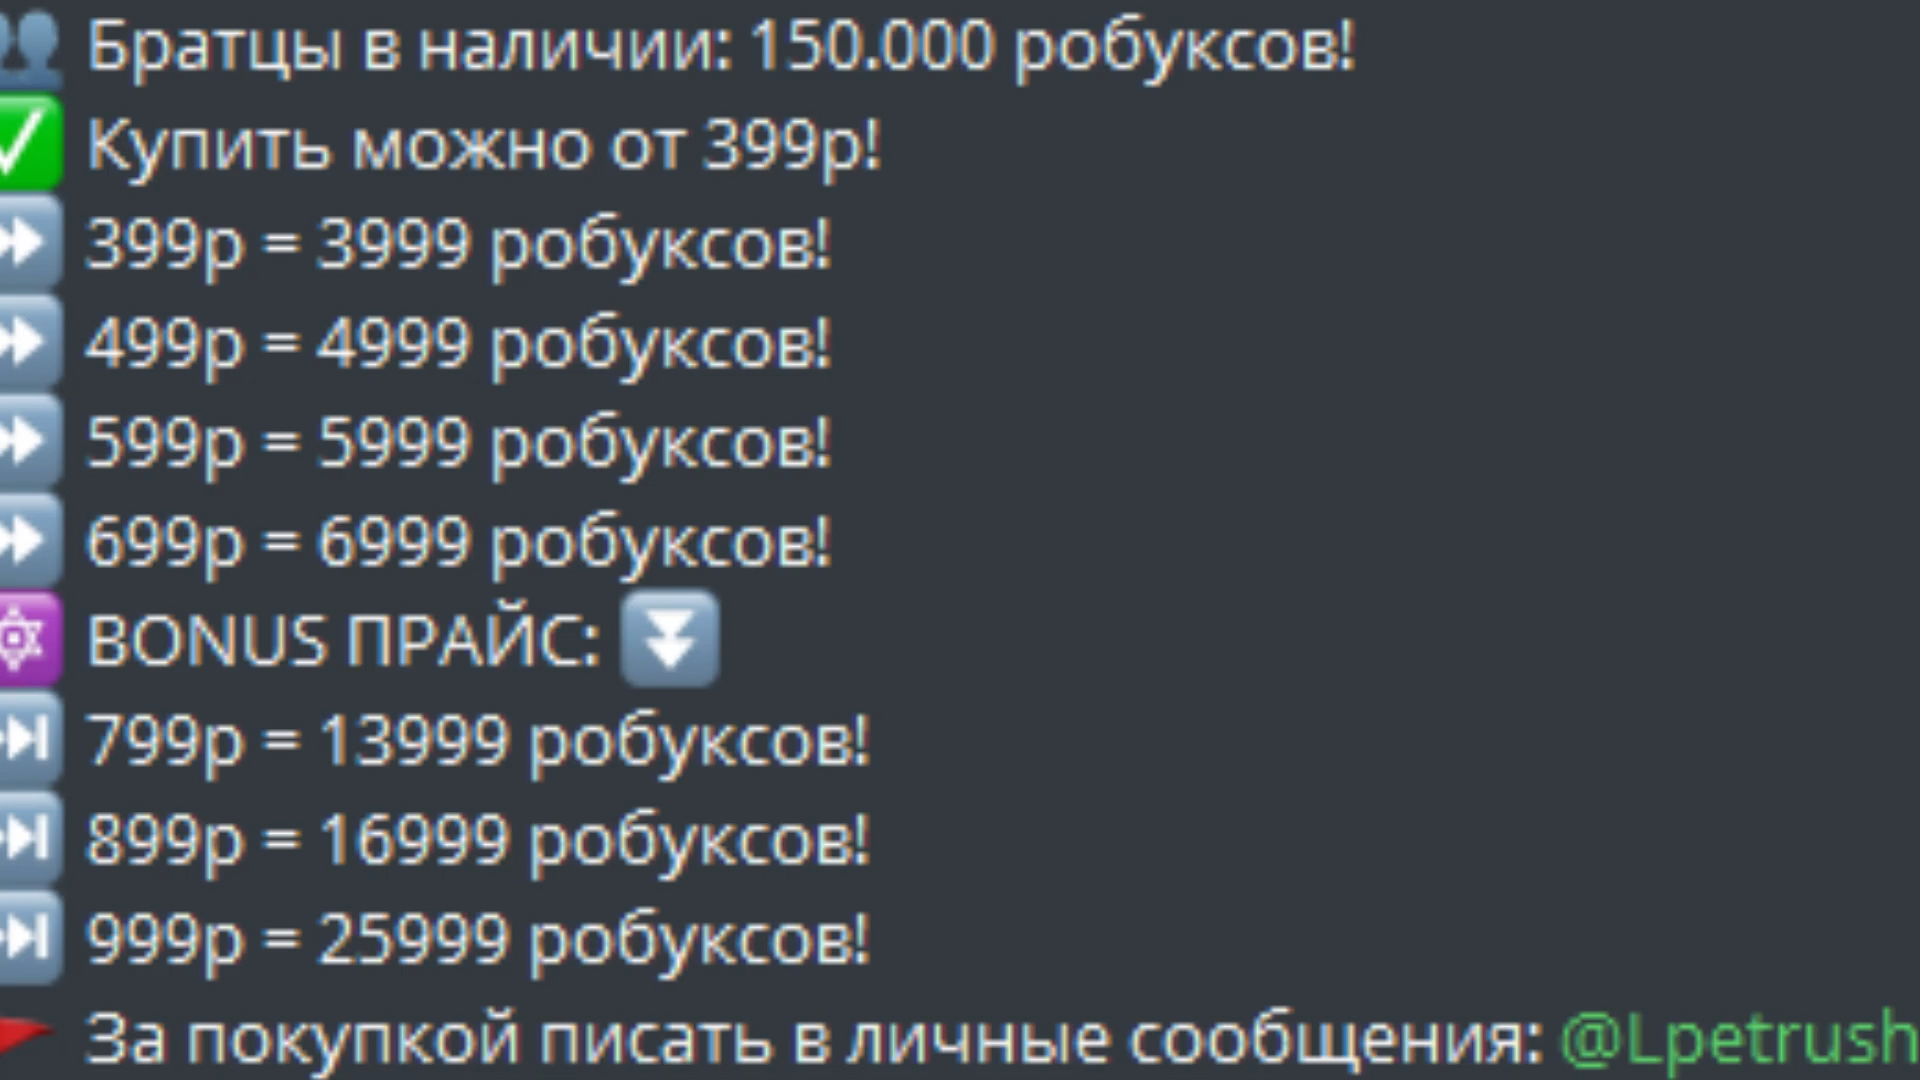 Братцы в наличии: 150.000 робуксов!
Купить можно от 399р!
399р = 3999 робуксов!
499р = 4999 робуксов!
599р = 5999 робуксов!
699р = 6999 робуксов!
BONUS ПРАЙС:
799р = 13999 робуксов!
899р = 16999 робуксов!
999р = 25999 робуксов!
За покупкой писать в личные сообщения: @Lpetrush